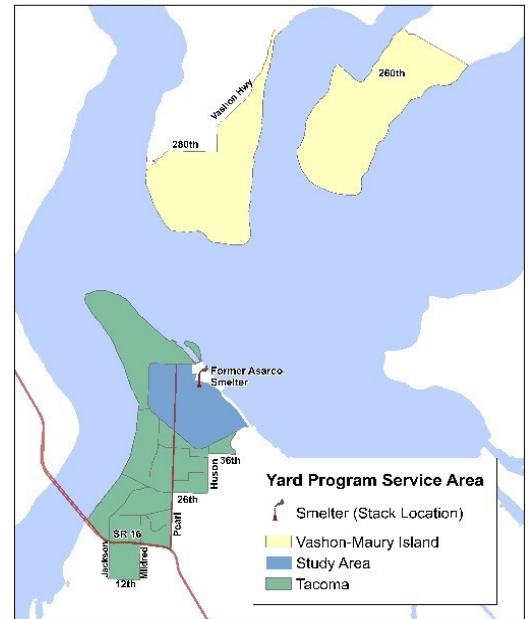 260th
Vashon Hwy
280th
Former Asarco
Smelter
36th
Huson
26th
Pearl
SR 16
Jackson
Mildred
12th
Yard Program Service Area
Smelter (Stack Location)
Vashon-Maury Island
Study Area
Tacoma